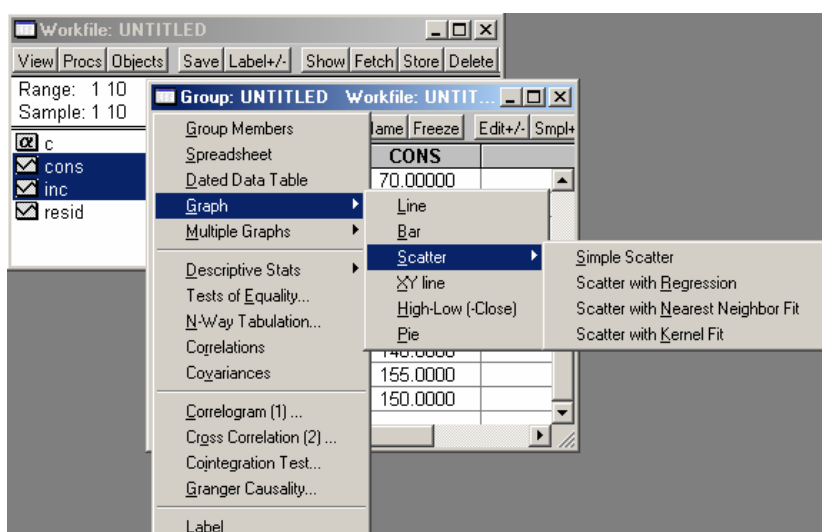 Workfile: UNTITLED
View Procs Objects Save Label+/- Show Fetch Store Delete
Range: 1 10
Sample: 1 10
c
cons
inc
resid
Group: UNTITLED Workfile: UNTIT...
Freeze Edit+/- Smpl+
CONS
70.00000
155.0000
150.0000
Group Members
Spreadsheet
Dated Data Table
Graph
Multiple Graphs
Descriptive Stats
Tests of Equality...
N-Way Tabulation...
Correlations
Covariances
Correlogram (1) ...
Cross Correlation (2) ...
Cointegration Test...
Granger Causality...
Label
Line
Bar
Scatter
XY line
High-Low (-Close)
Pie
Simple Scatter
Scatter with Regression
Scatter with Nearest Neighbor Fit
Scatter with Kernel Fit